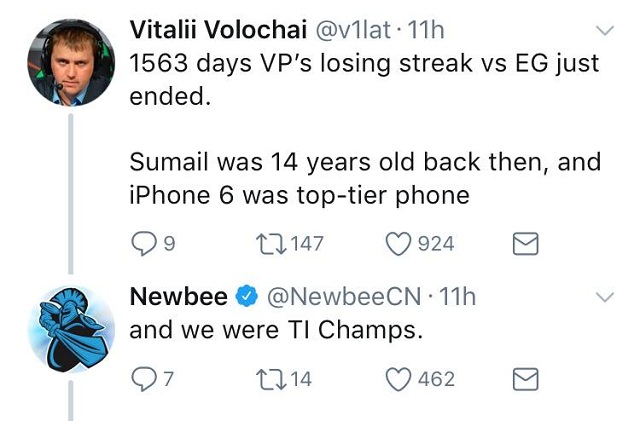 Vitalii Volochai @v1lat · 11h
1563 days VP’s losing streak vs EG just
ended.
Sumail was 14 years old back then, and
iPhone 6 was top-tier phone
9 147 924
Newbee @NewbeeCN · 11h
and we were TI Champs.
7 14 462